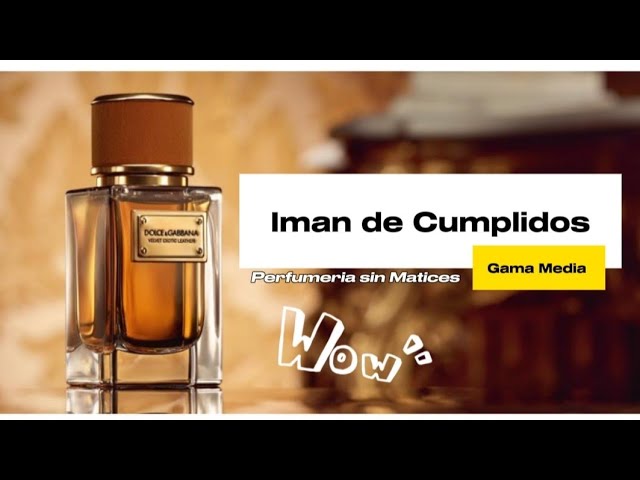 DOLCE & GABBANA
VELVET EXOTIC LEATHER
Iman de Cumplidos
Perfumeria sin Matices
Gama Media
Wow